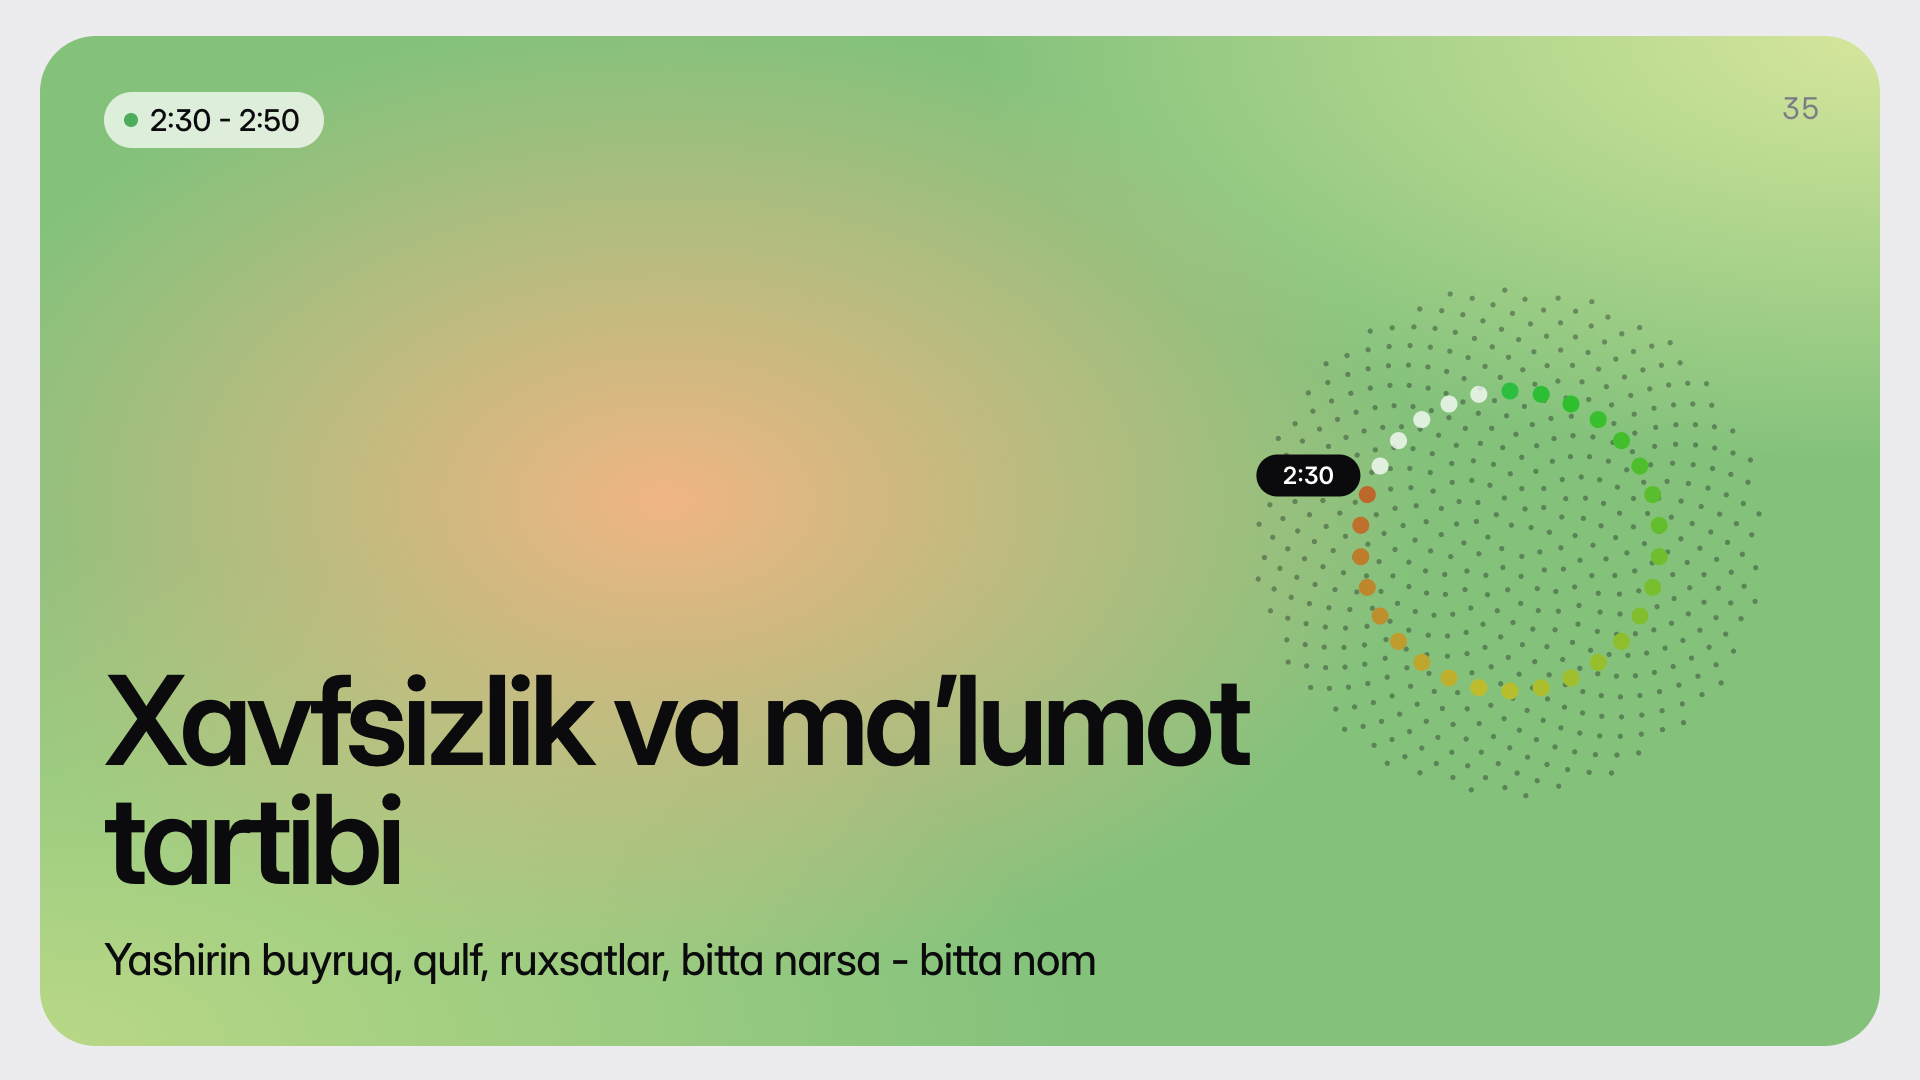 2:30 - 2:50
35
2:30
Xavfsizlik va ma'lumot
tartibi
Yashirin buyruq, qulf, ruxsatlar, bitta narsa - bitta nom